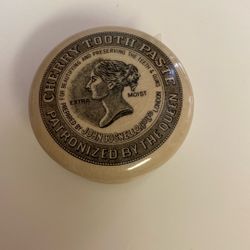 CHERRY TOOTH PASTE
FOR BEAUTIFYING AND PRESERVING THE TEETH & GUMS
EXTRA MOIST
PREPARED BY
JOHN GOSNELL & CO
LONDON
PATRONIZED BY THE QUEEN